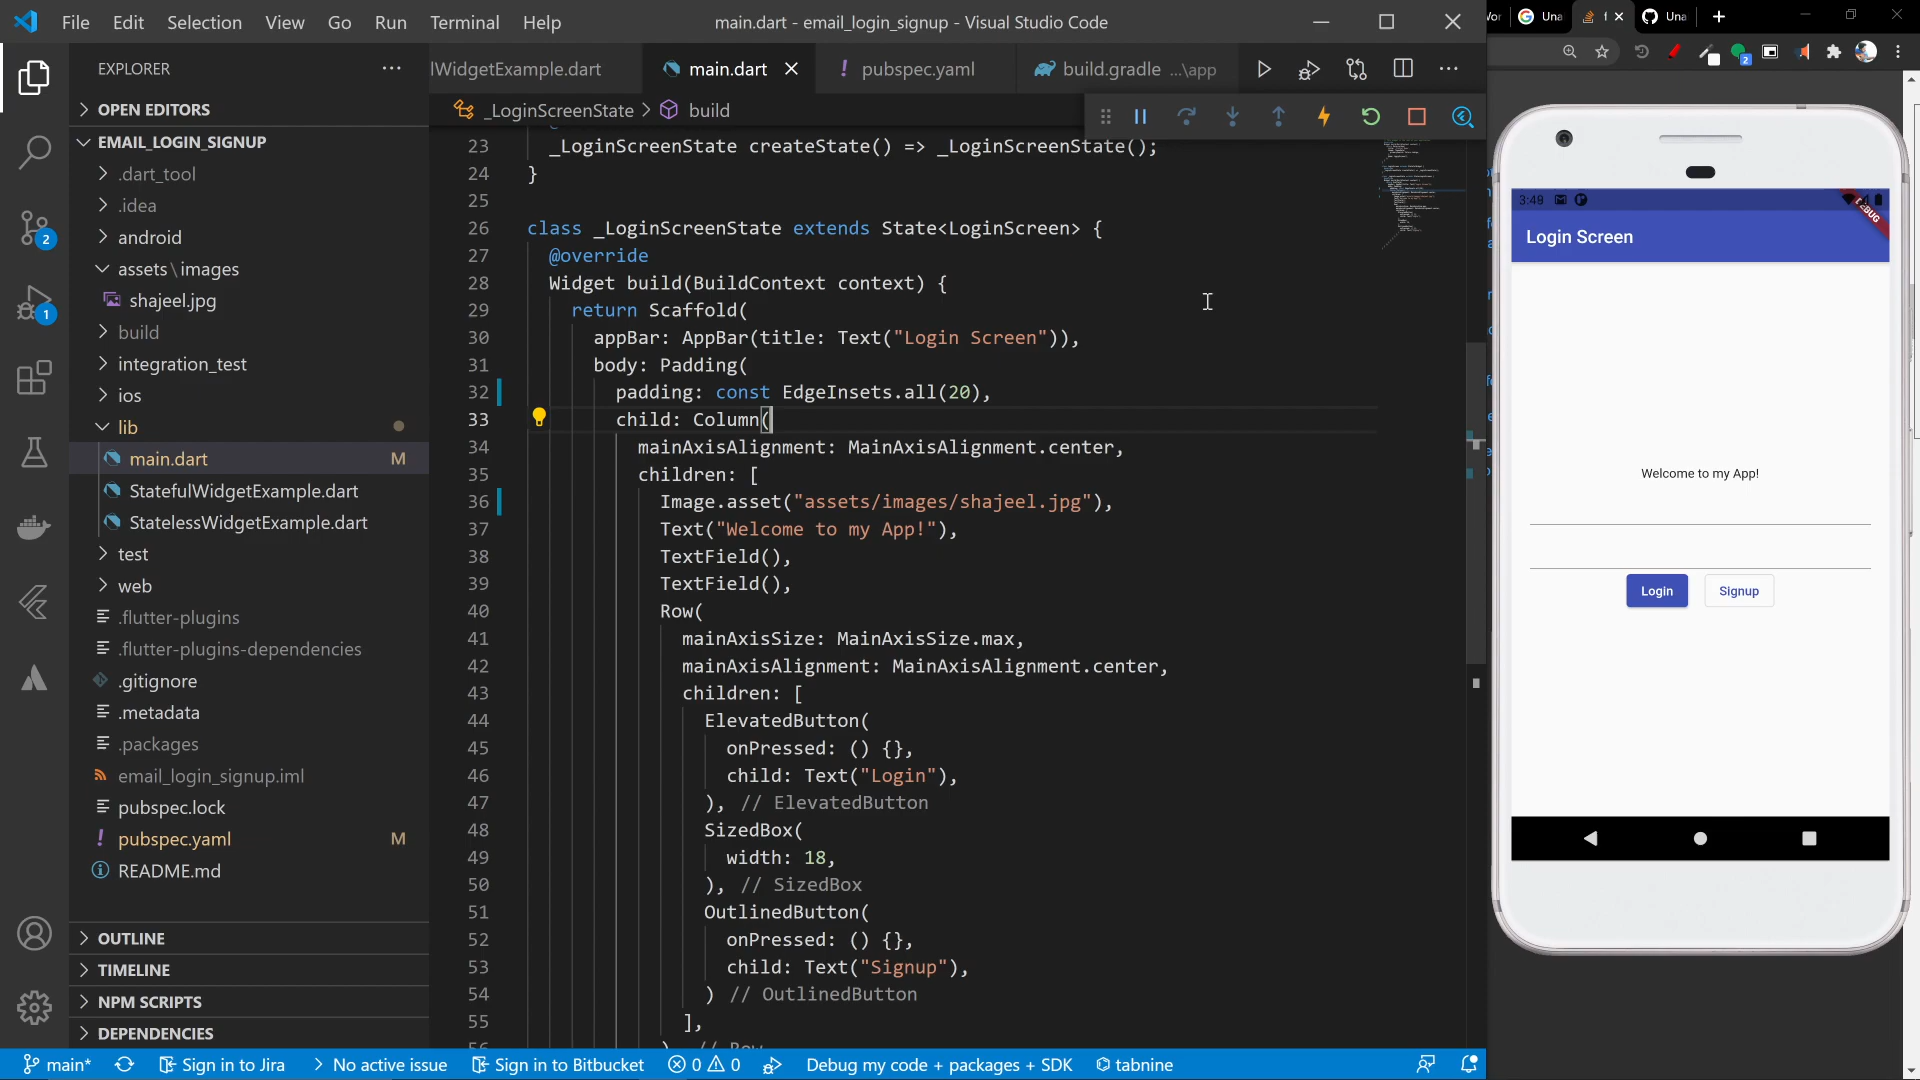 File Edit Selection View Go Run Terminal Help
main.dart - email_login_signup - Visual Studio Code
Una
f
Una
EXPLORER
lWidgetExample.dart
main.dart
! pubspec.yaml
build.gradle ...\app
OPEN EDITORS
_LoginScreenState > build
EMAIL_LOGIN_SIGNUP
.dart_tool
.idea
android
assets\images
shajeel.jpg
build
integration_test
ios
lib
main.dart M
StatefulWidgetExample.dart
StatelessWidgetExample.dart
test
web
.flutter-plugins
.flutter-plugins-dependencies
.gitignore
.metadata
.packages
email_login_signup.iml
pubspec.lock
! pubspec.yaml M
README.md
OUTLINE
TIMELINE
NPM SCRIPTS
DEPENDENCIES
2
1
23 _LoginScreenState createState() => _LoginScreenState();
24 }
25
26 class _LoginScreenState extends State<LoginScreen> {
27 @override
28 Widget build(BuildContext context) {
29 return Scaffold(
30 appBar: AppBar(title: Text("Login Screen")),
31 body: Padding(
32 padding: const EdgeInsets.all(20),
33 child: Column(
34 mainAxisAlignment: MainAxisAlignment.center,
35 children: [
36 Image.asset("assets/images/shajeel.jpg"),
37 Text("Welcome to my App!"),
38 TextField(),
39 TextField(),
40 Row(
41 mainAxisSize: MainAxisSize.max,
42 mainAxisAlignment: MainAxisAlignment.center,
43 children: [
44 ElevatedButton(
45 onPressed: () {},
46 child: Text("Login"),
47 ), // ElevatedButton
48 SizedBox(
49 width: 18,
50 ), // SizedBox
51 OutlinedButton(
52 onPressed: () {},
53 child: Text("Signup"),
54 ) // OutlinedButton
55 ],
56 ) // Row
main*
Sign in to Jira
No active issue
Sign in to Bitbucket
0
0
Debug my code + packages + SDK
tabnine
2
3:49
DEBUG
Login Screen
Welcome to my App!
Login
Signup